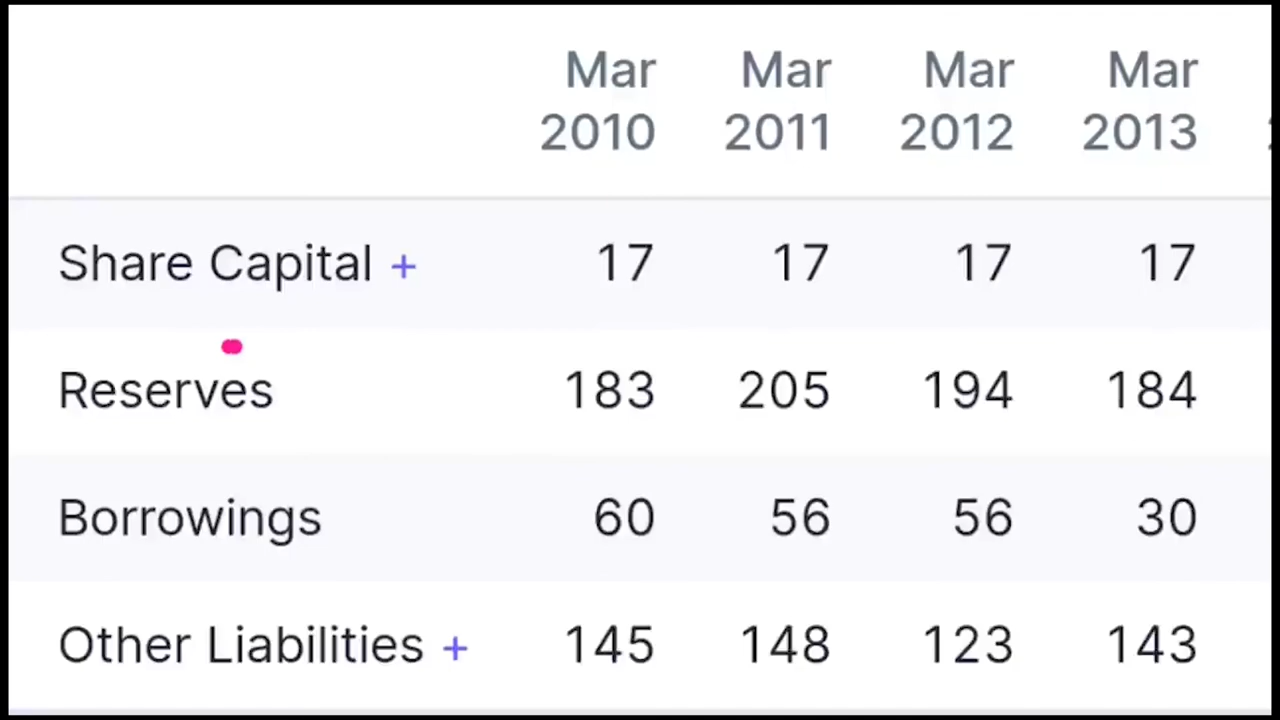 Mar Mar Mar Mar
2010 2011 2012 2013
Share Capital + 17 17 17 17
Reserves 183 205 194 184
Borrowings 60 56 56 30
Other Liabilities + 145 148 123 143